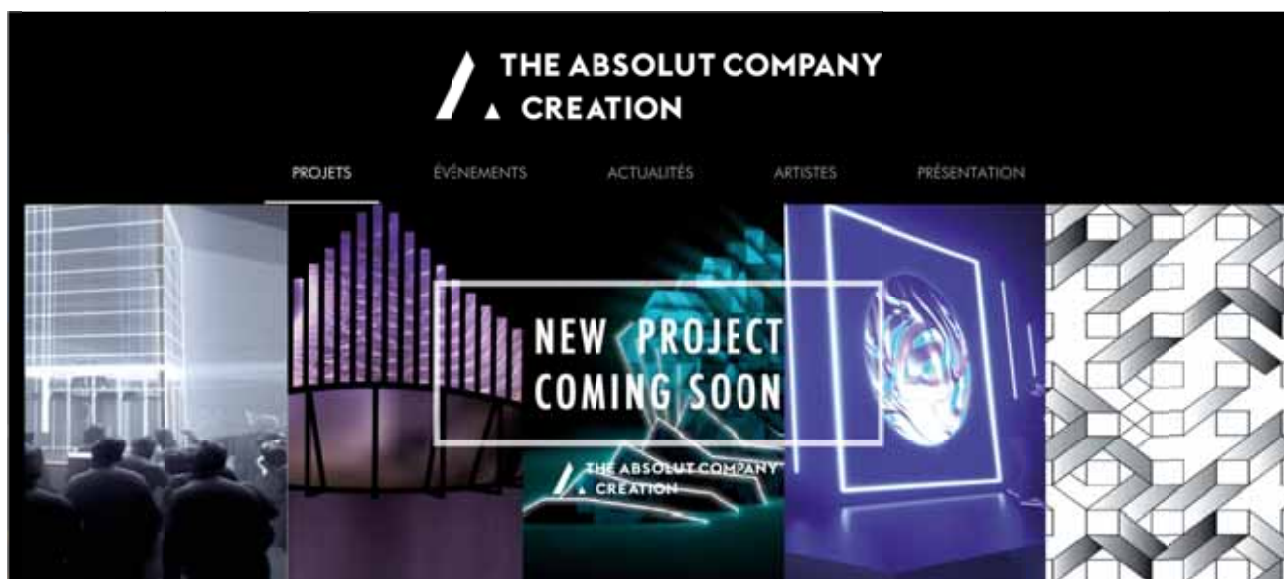 THE ABSOLUT COMPANY
CREATION
PROJETS ÉVÉNEMENTS ACTUALITÉS ARTISTES PRÉSENTATION
NEW PROJECT
COMING SOON
THE ABSOLUT COMPANY
CREATION